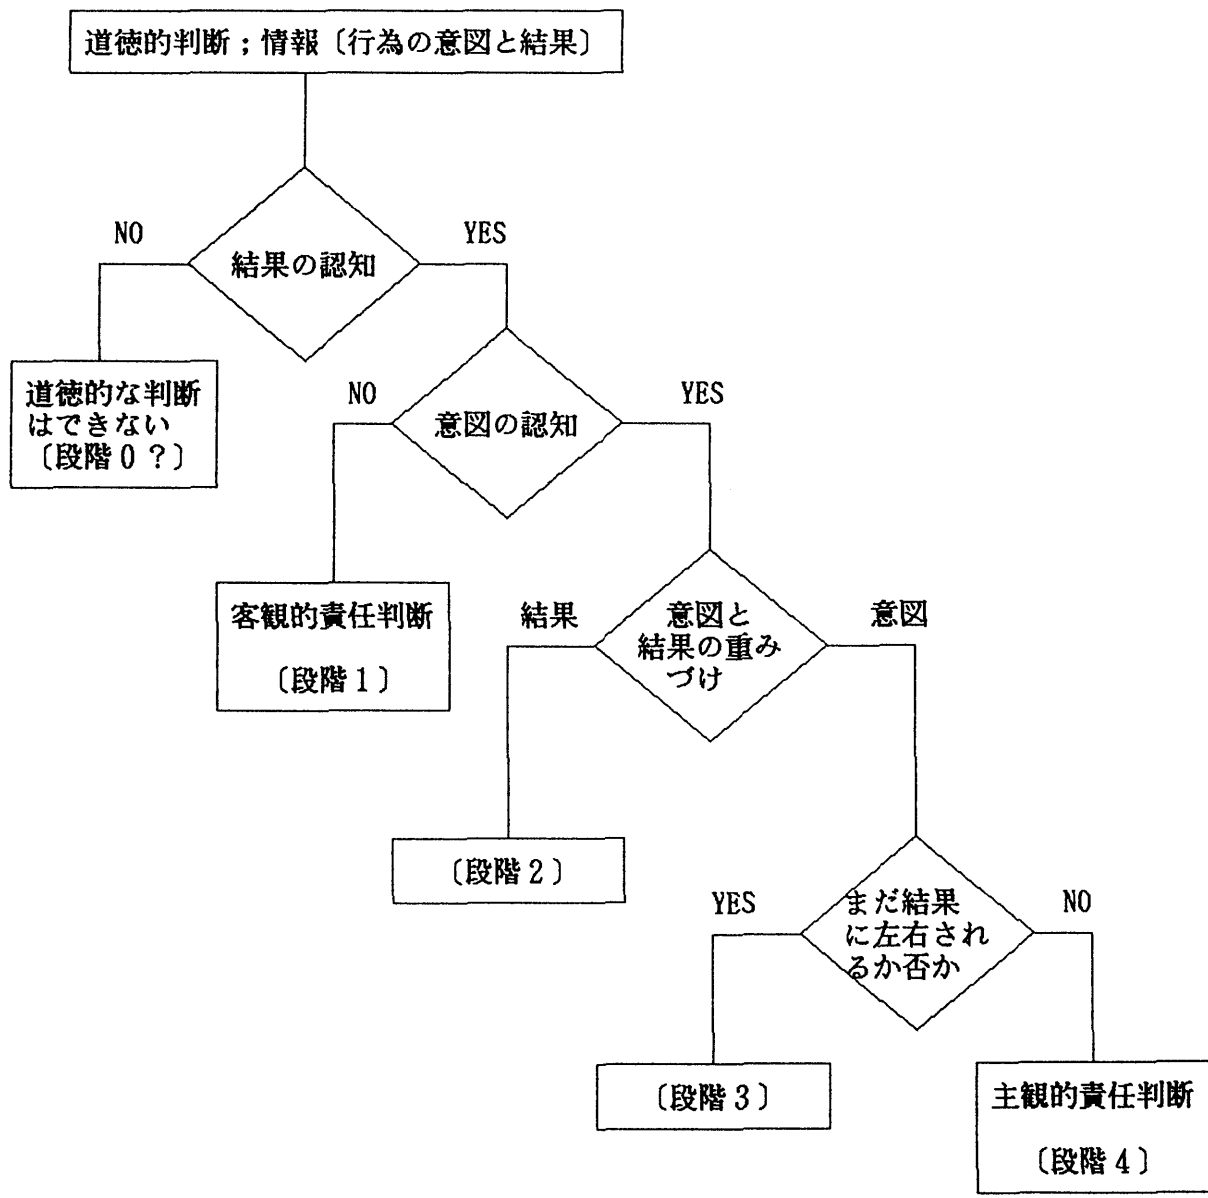 道徳的判断；情報〔行為の意図と結果〕
NO
YES
結果の認知
道徳的な判断
はできない
〔段階０？〕
NO
YES
意図の認知
客観的責任判断
〔段階１〕
結果
意図
意図と
結果の重み
づけ
〔段階２〕
YES
NO
まだ結果
に左右され
るか否か
〔段階３〕
主観的責任判断
〔段階４〕